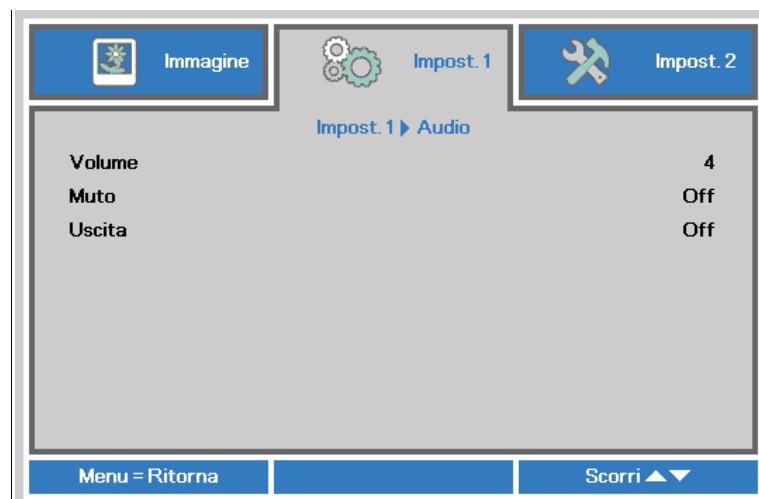 Immagine
Impost. 1
Impost. 2
Impost. 1 ▶ Audio
Volume 4
Muto Off
Uscita Off
Menu = Ritorna
Scorri ▲▼